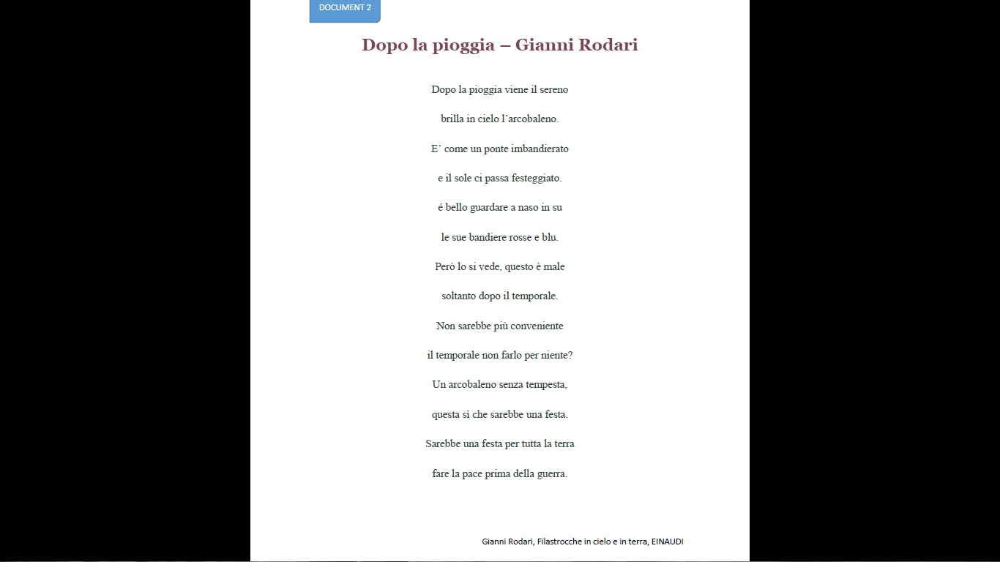 DOCUMENT 2
Dopo la pioggia – Gianni Rodari
Dopo la pioggia viene il sereno
brilla in cielo l’arcobaleno.
E’ come un ponte imbandierato
e il sole ci passa festeggiato.
é bello guardare a naso in su
le sue bandiere rosse e blu.
Però lo si vede, questo è male
soltanto dopo il temporale.
Non sarebbe più conveniente
il temporale non farlo per niente?
Un arcobaleno senza tempesta,
questa sì che sarebbe una festa.
Sarebbe una festa per tutta la terra
fare la pace prima della guerra.
Gianni Rodari, Filastrocche in cielo e in terra, EINAUDI